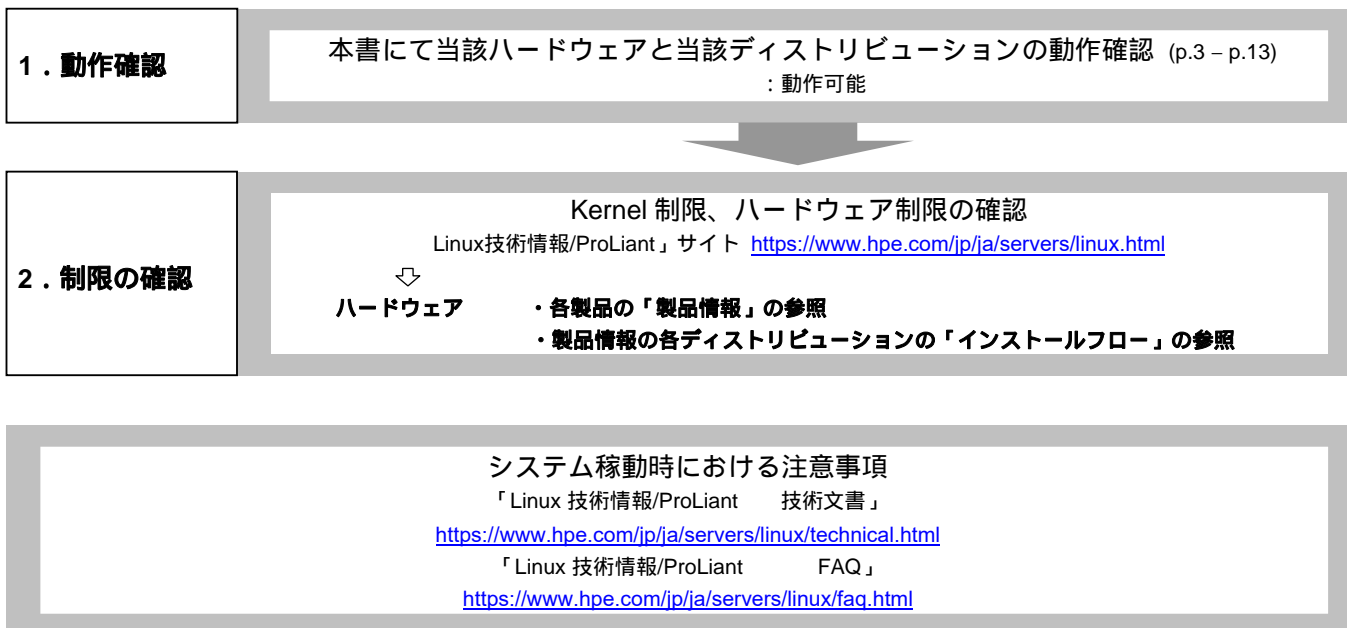 1．動作確認
本書にて当該ハードウェアと当該ディストリビューションの動作確認 (p.3 – p.13)
：動作可能
2．制限の確認
Kernel 制限、ハードウェア制限の確認
Linux技術情報/ProLiant」サイト https://www.hpe.com/jp/ja/servers/linux.html
ハードウェア ・各製品の「製品情報」の参照
・製品情報の各ディストリビューションの「インストールフロー」の参照
システム稼動時における注意事項
「Linux 技術情報/ProLiant 技術文書」
https://www.hpe.com/jp/ja/servers/linux/technical.html
「Linux 技術情報/ProLiant FAQ」
https://www.hpe.com/jp/ja/servers/linux/faq.html